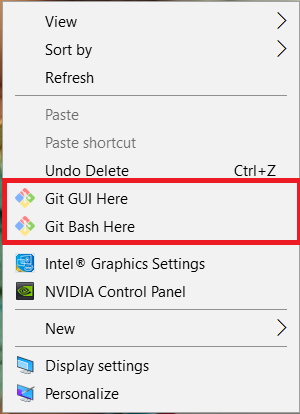 View
Sort by
Refresh
Paste
Paste shortcut
Undo Delete Ctrl+Z
Git GUI Here
Git Bash Here
Intel® Graphics Settings
NVIDIA Control Panel
New
Display settings
Personalize